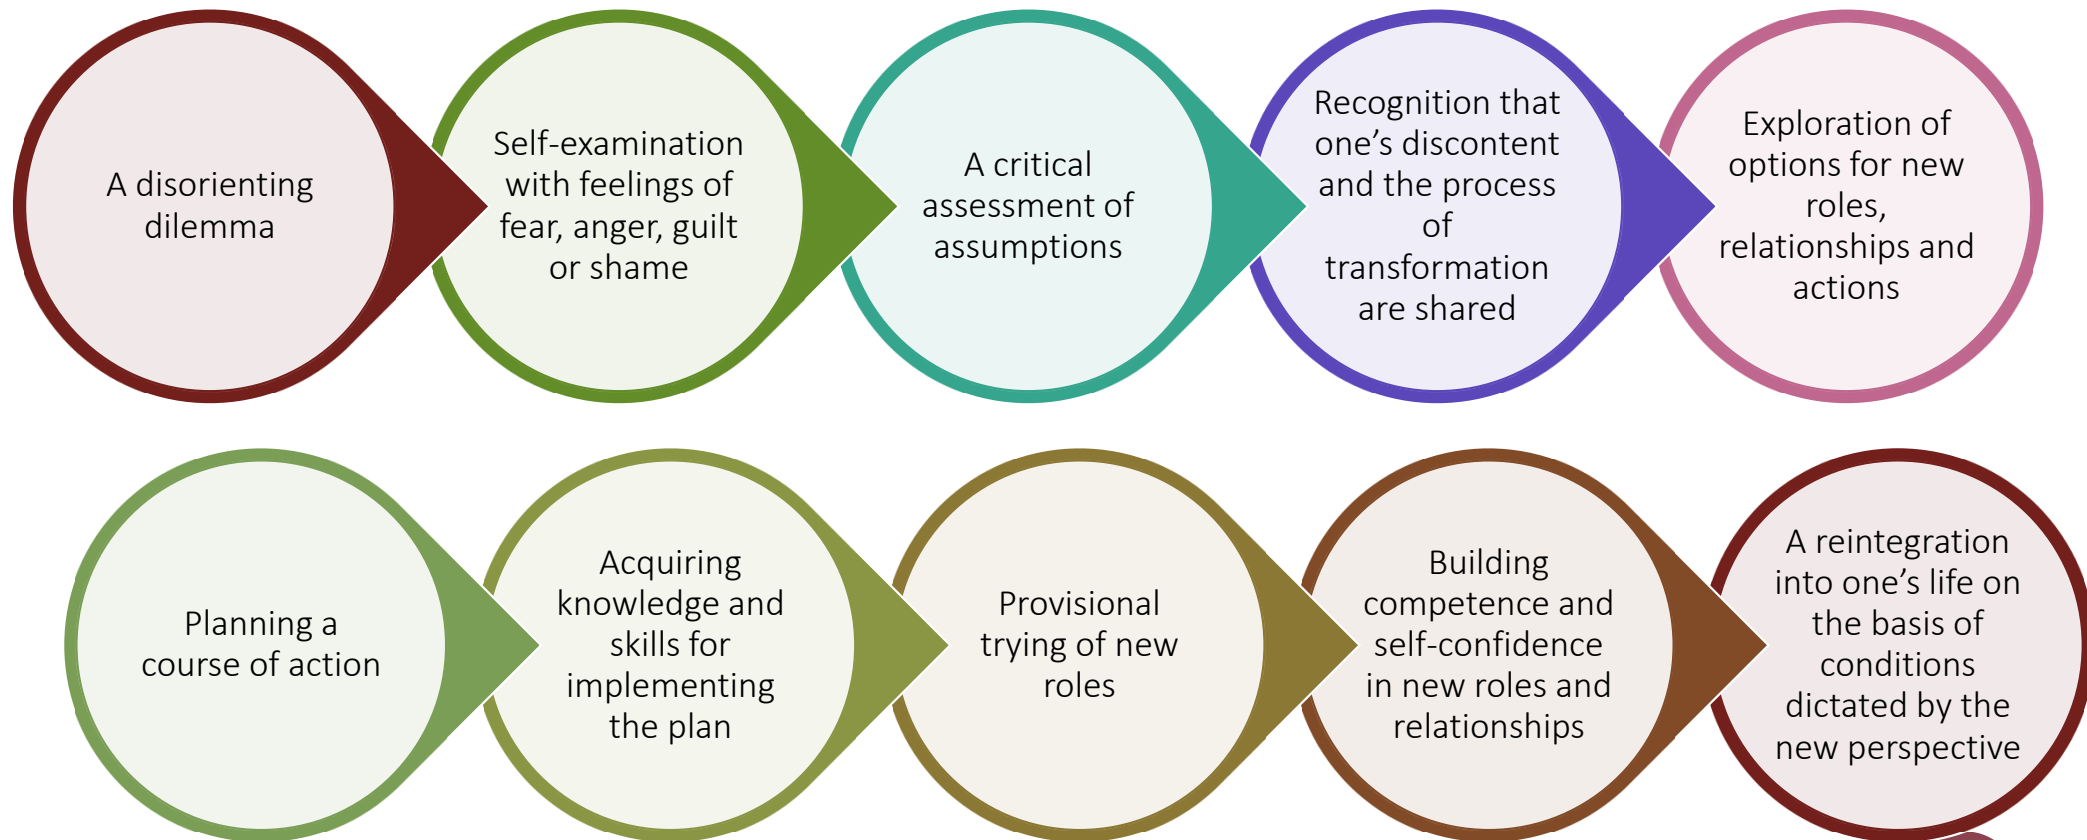 A disorienting
dilemma
Self-examination
with feelings of
fear, anger, guilt
or shame
A critical
assessment of
assumptions
Recognition that
one’s discontent
and the process
of
transformation
are shared
Exploration of
options for new
roles,
relationships and
actions
Planning a
course of action
Acquiring
knowledge and
skills for
implementing
the plan
Provisional
trying of new
roles
Building
competence and
self-confidence
in new roles and
relationships
A reintegration
into one’s life on
the basis of
conditions
dictated by the
new perspective